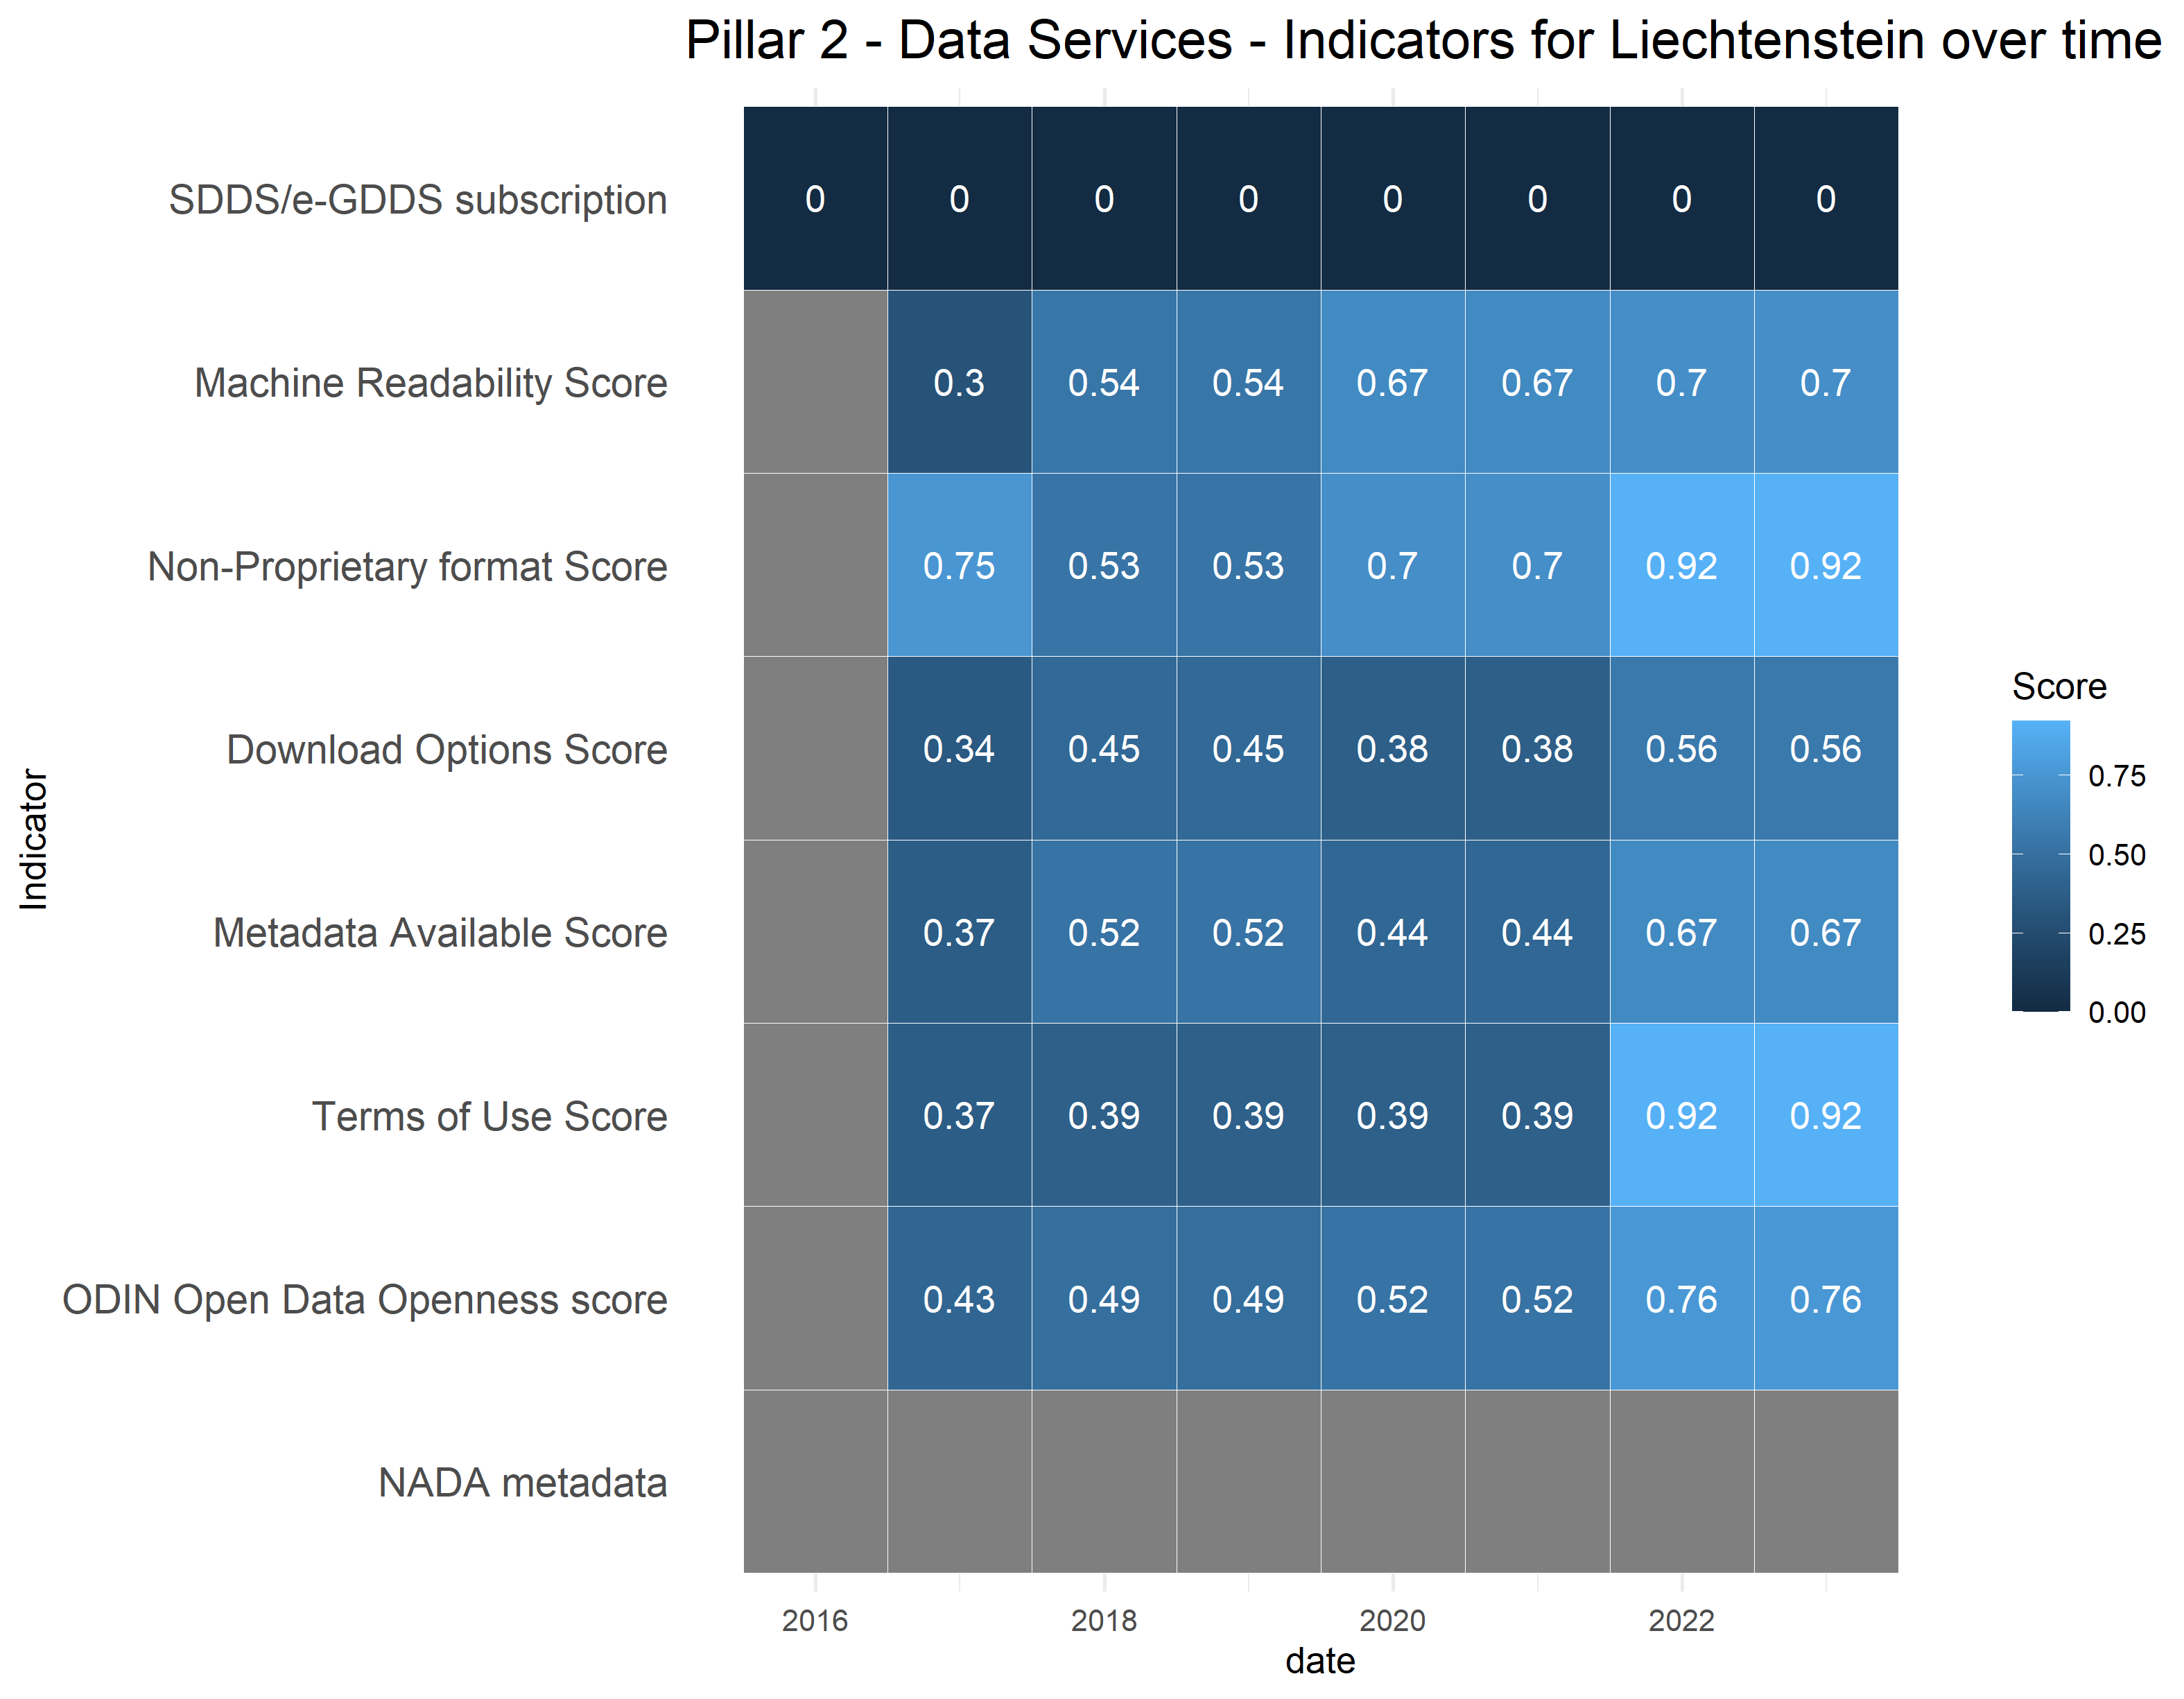 Pillar 2 - Data Services - Indicators for Liechtenstein over time
SDDS/e-GDDS subscription 0 0 0 0 0 0 0 0
Machine Readability Score 0.3 0.54 0.54 0.67 0.67 0.7 0.7
Non-Proprietary format Score 0.75 0.53 0.53 0.7 0.7 0.92 0.92
Download Options Score 0.34 0.45 0.45 0.38 0.38 0.56 0.56
Metadata Available Score 0.37 0.52 0.52 0.44 0.44 0.67 0.67
Terms of Use Score 0.37 0.39 0.39 0.39 0.39 0.92 0.92
ODIN Open Data Openness score 0.43 0.49 0.49 0.52 0.52 0.76 0.76
NADA metadata
2016 2018 2020 2022
date
Indicator
Score
0.75
0.50
0.25
0.00